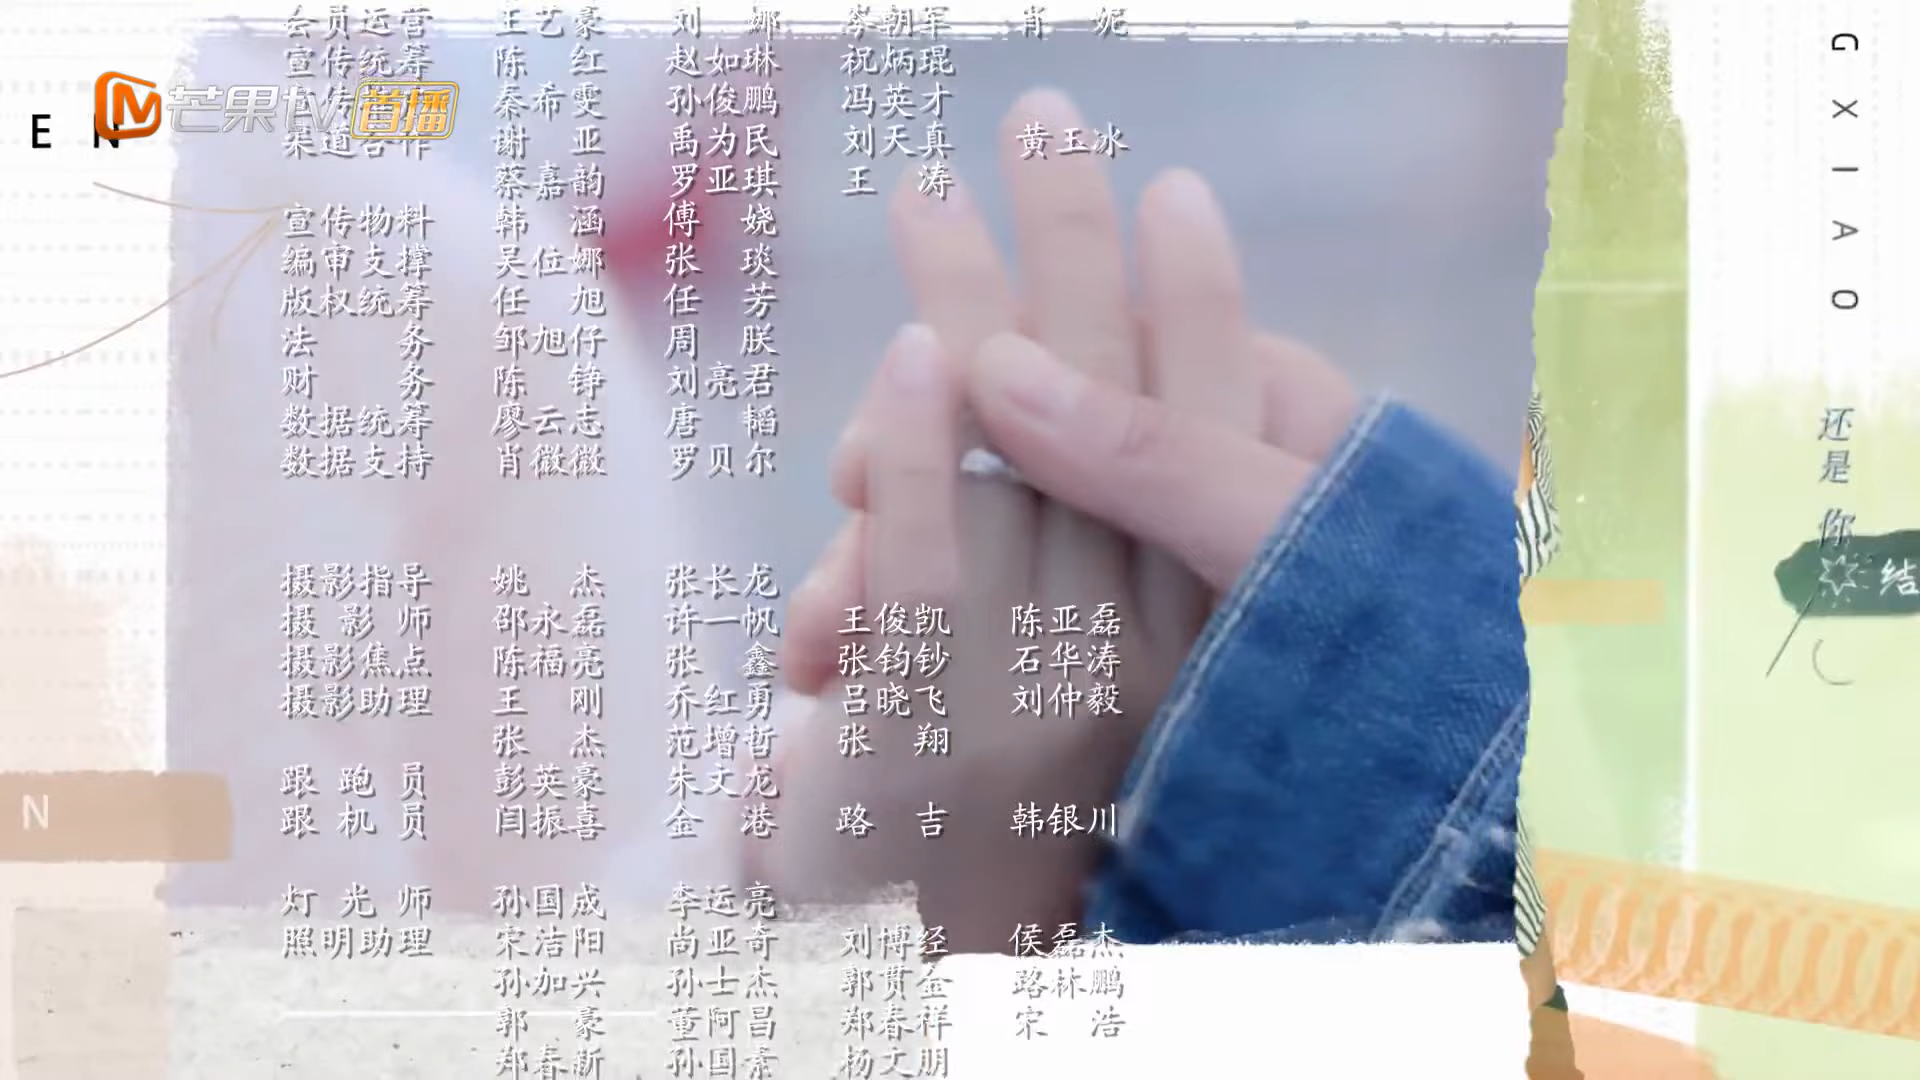 会员运营 王艺豪 刘娜 岑朝军 肖妮
宣传统筹 陈红 赵如琳 祝炳琨
秦希雯 孙俊鹏 冯英才
渠道合作 谢亚 禹为民 刘天真 黄玉冰
蔡嘉韵 罗亚琪 王涛
宣传物料 韩涵 傅娆
编审支撑 吴位娜 张琰
版权统筹 任旭 任芳
法务 邹旭仔 周朕
财务 陈铮 刘亮君
数据统筹 廖云志 唐韬
数据支持 肖微微 罗贝尔
摄影指导 姚杰 张长龙
摄影师 邵永磊 许一帆 王俊凯 陈亚磊
摄影焦点 陈福亮 张鑫 张钧钞 石华涛
摄影助理 王刚 乔红勇 吕晓飞 刘仲毅
张杰 范增哲 张翔
跟跑员 彭英豪 朱文龙
跟机员 闫振喜 金港 路吉 韩银川
灯光师 孙国成 李运亮
照明助理 宋洁阳 尚亚奇 刘博经 侯磊杰
孙加兴 孙士杰 郭贯金 路林鹏
郭豪 董阿昌 郑春祥 宋浩
郑春新 孙国素 杨文朋
芒果TV 首播
EN
N
GXIAO
还是你
结